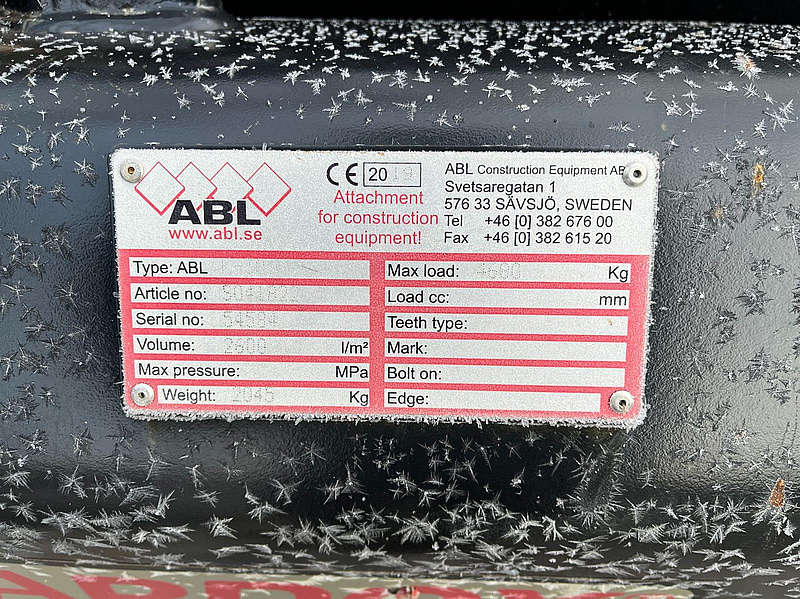 ABL
www.abl.se
CE 2019
Attachment
for construction
equipment!
ABL Construction Equipment AB
Svetsaregatan 1
576 33 SÄVSJÖ, SWEDEN
Tel +46 [0] 382 676 00
Fax +46 [0] 382 615 20
Type: ABL
Article no:
Serial no:
Volume: 2600 l/m²
Max pressure: MPa
Weight: 2045 Kg
Max load: Kg
Load cc: mm
Teeth type:
Mark:
Bolt on:
Edge: